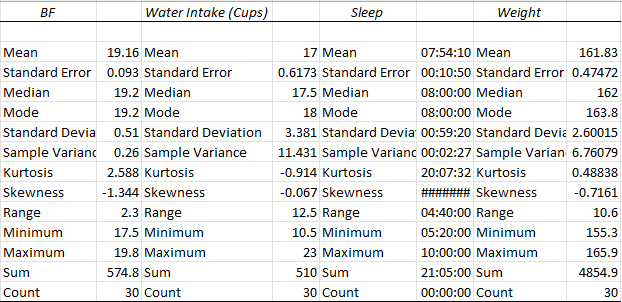 BF Water Intake (Cups) Sleep Weight
Mean 19.16 Mean 17 Mean 07:54:10 Mean 161.83
Standard Error 0.093 Standard Error 0.6173 Standard Error 00:10:50 Standard Error 0.47472
Median 19.2 Median 17.5 Median 08:00:00 Median 162
Mode 19.2 Mode 18 Mode 08:00:00 Mode 163.8
Standard Devia 0.51 Standard Deviation 3.381 Standard Devia 00:59:20 Standard Devia 2.60015
Sample Varianc 0.26 Sample Variance 11.431 Sample Varianc 00:02:27 Sample Varian 6.76079
Kurtosis 2.588 Kurtosis -0.914 Kurtosis 20:07:32 Kurtosis 0.48838
Skewness -1.344 Skewness -0.067 Skewness ####### Skewness -0.7161
Range 2.3 Range 12.5 Range 04:40:00 Range 10.6
Minimum 17.5 Minimum 10.5 Minimum 05:20:00 Minimum 155.3
Maximum 19.8 Maximum 23 Maximum 10:00:00 Maximum 165.9
Sum 574.8 Sum 510 Sum 21:05:00 Sum 4854.9
Count 30 Count 30 Count 00:00:00 Count 30